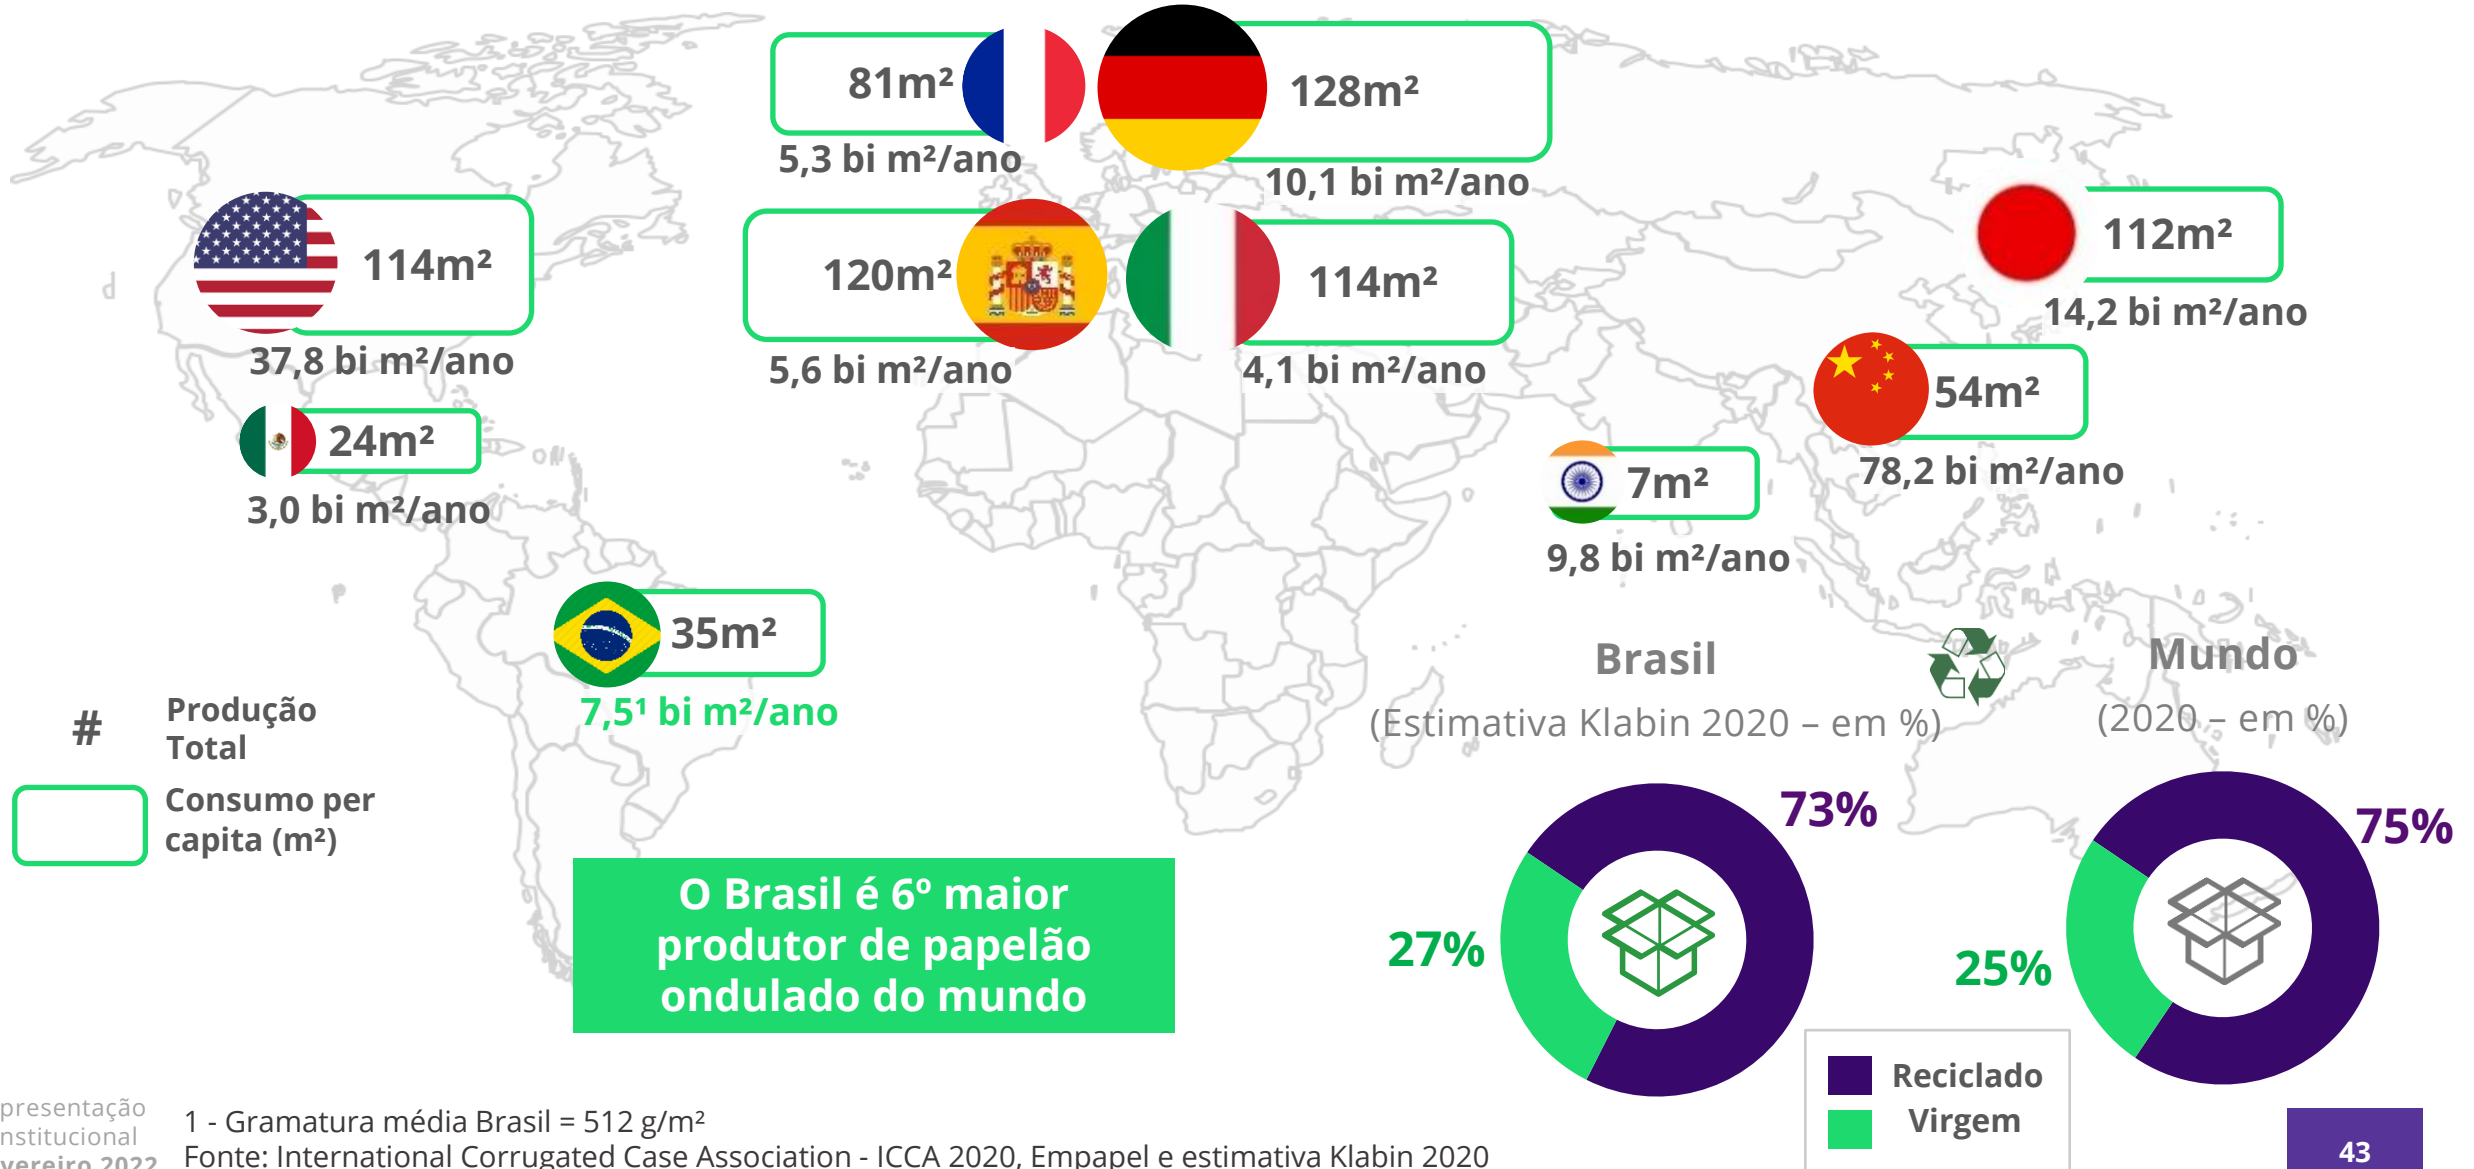 81m²
5,3 bi m²/ano
128m²
10,1 bi m²/ano
114m²
37,8 bi m²/ano
120m²
5,6 bi m²/ano
114m²
4,1 bi m²/ano
112m²
14,2 bi m²/ano
54m²
78,2 bi m²/ano
24m²
3,0 bi m²/ano
7m²
9,8 bi m²/ano
35m²
7,5¹ bi m²/ano
# Produção
Total
Consumo per
capita (m²)
O Brasil é 6º maior
produtor de papelão
ondulado do mundo
Brasil
(Estimativa Klabin 2020 – em %)
73%
27%
Mundo
(2020 – em %)
75%
25%
Reciclado
Virgem
presentação
nstitucional
vereiro 2022
1 - Gramatura média Brasil = 512 g/m²
Fonte: International Corrugated Case Association - ICCA 2020, Empapel e estimativa Klabin 2020
43